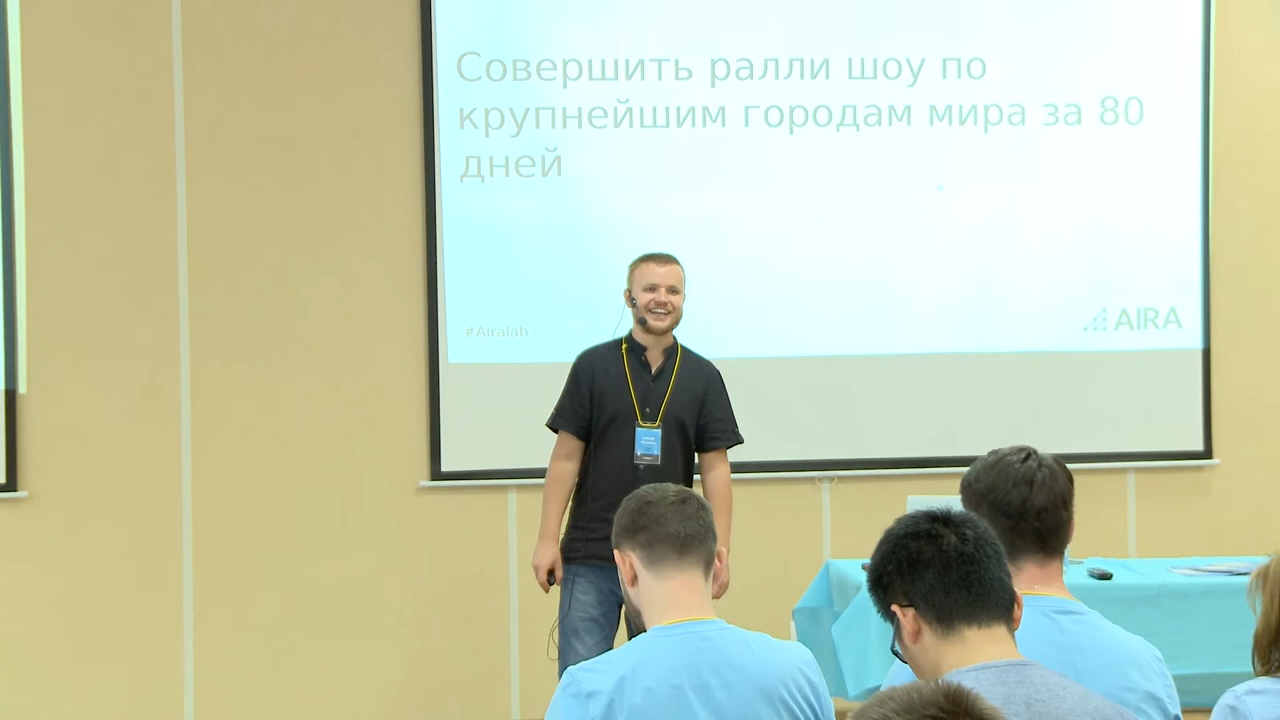 Совершить ралли шоу по
крупнейшим городам мира за 80
дней
#Airalab
AIRA